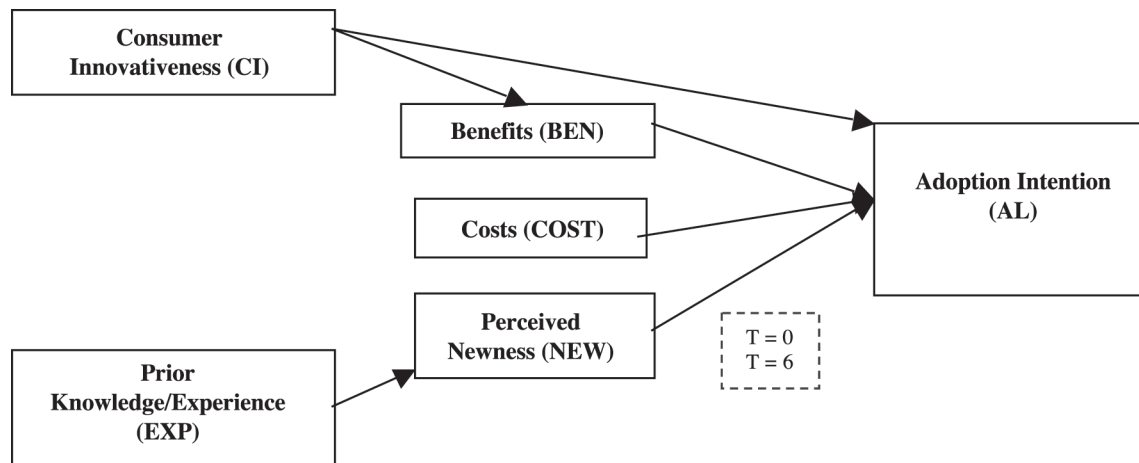 Consumer
Innovativeness (CI)
Benefits (BEN)
Adoption Intention
(AL)
Costs (COST)
Perceived
Newness (NEW)
T = 0
T = 6
Prior
Knowledge/Experience
(EXP)